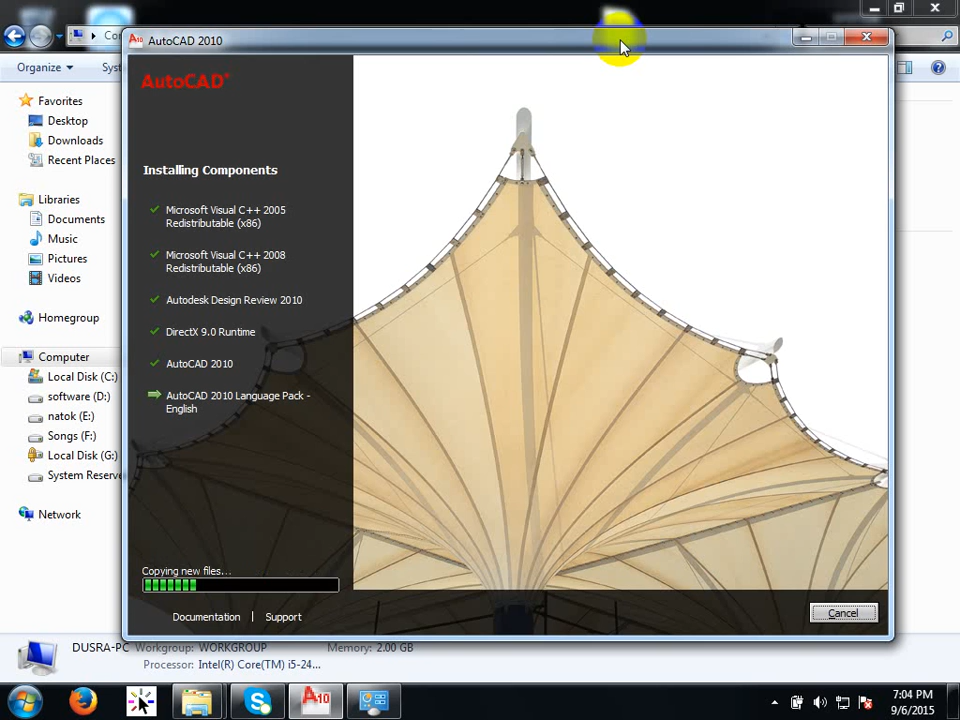 AutoCAD 2010
Organize
Favorites
Desktop
Downloads
Recent Places
Libraries
Documents
Music
Pictures
Videos
Homegroup
Computer
Local Disk (C:)
software (D:)
natok (E:)
Songs (F:)
Local Disk (G:)
System Reserve
Network
AutoCAD
Installing Components
Microsoft Visual C++ 2005
Redistributable (x86)
Microsoft Visual C++ 2008
Redistributable (x86)
Autodesk Design Review 2010
DirectX 9.0 Runtime
AutoCAD 2010
AutoCAD 2010 Language Pack -
English
Copying new files...
Documentation | Support
Cancel
DUSRA-PC WORKGROUP: WORKGROUP Memory: 2.00 GB
Processor: Intel(R) Core(TM) i5-24...
7:04 PM
9/6/2015